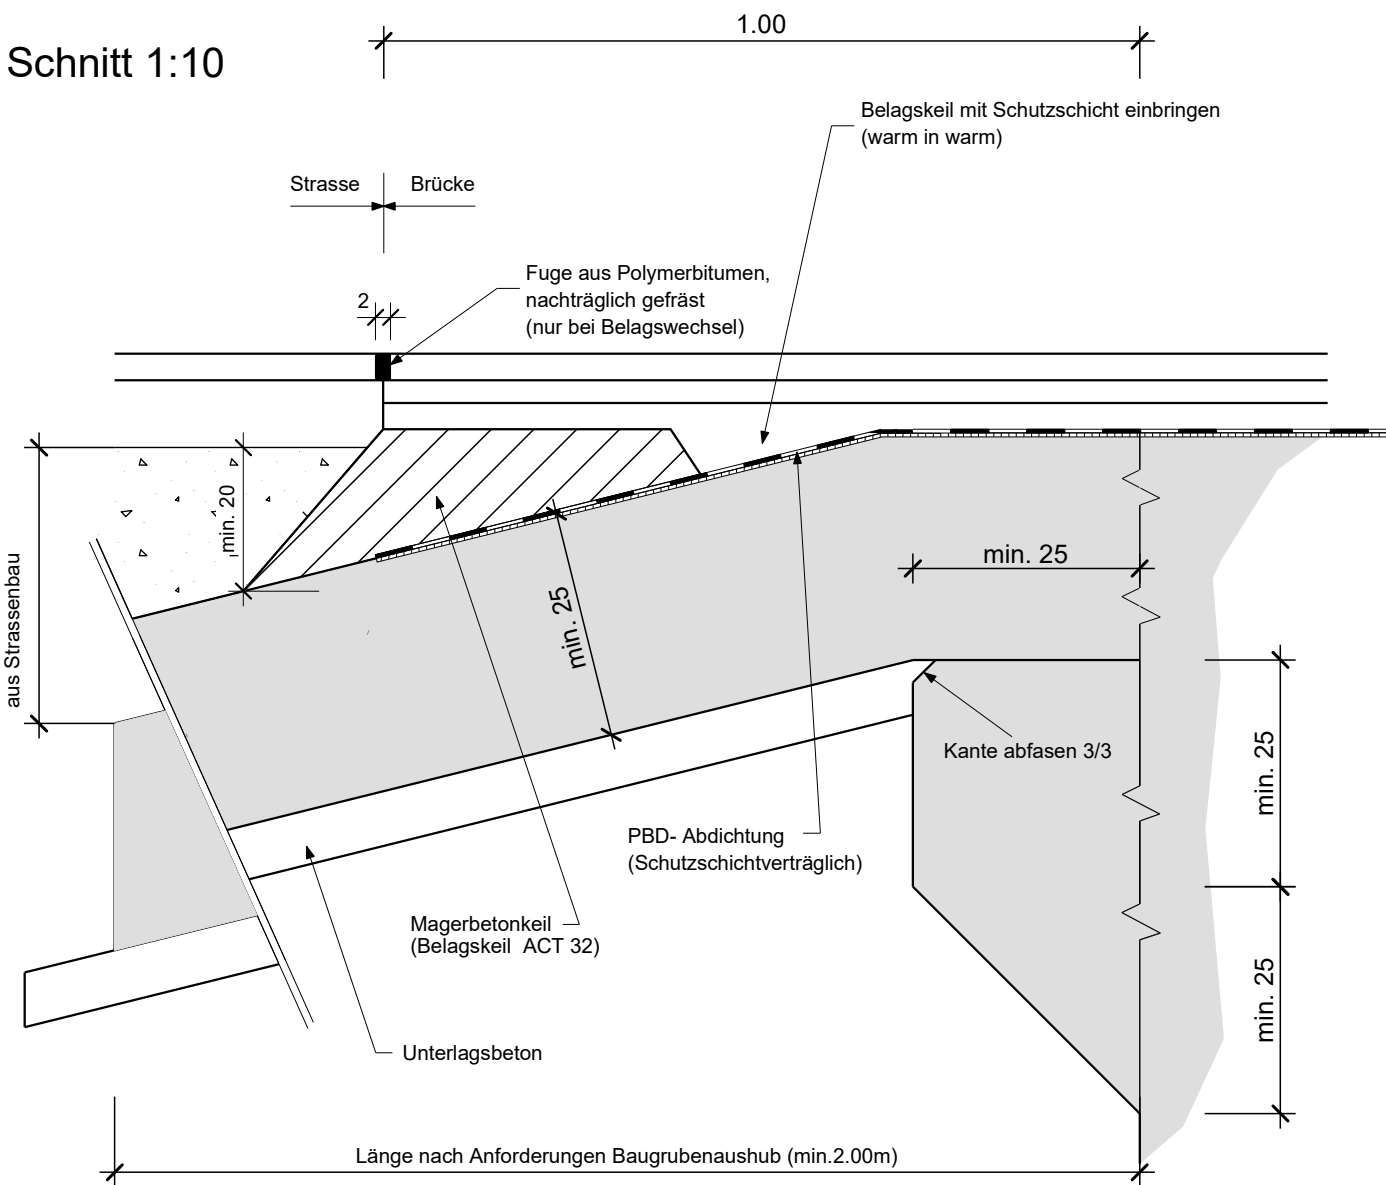 1.00
Schnitt 1:10
Belagskeil mit Schutzschicht einbringen
(warm in warm)
Strasse
Brücke
Fuge aus Polymerbitumen,
nachträglich gefräst
(nur bei Belagswechsel)
2
min. 20
aus Strassenbau
min. 25
min. 25
Kante abfasen 3/3
min. 25
PBD- Abdichtung
(Schutzschichtverträglich)
Magerbetonkeil
(Belagskeil ACT 32)
min. 25
Unterlagsbeton
Länge nach Anforderungen Baugrubenaushub (min.2.00m)